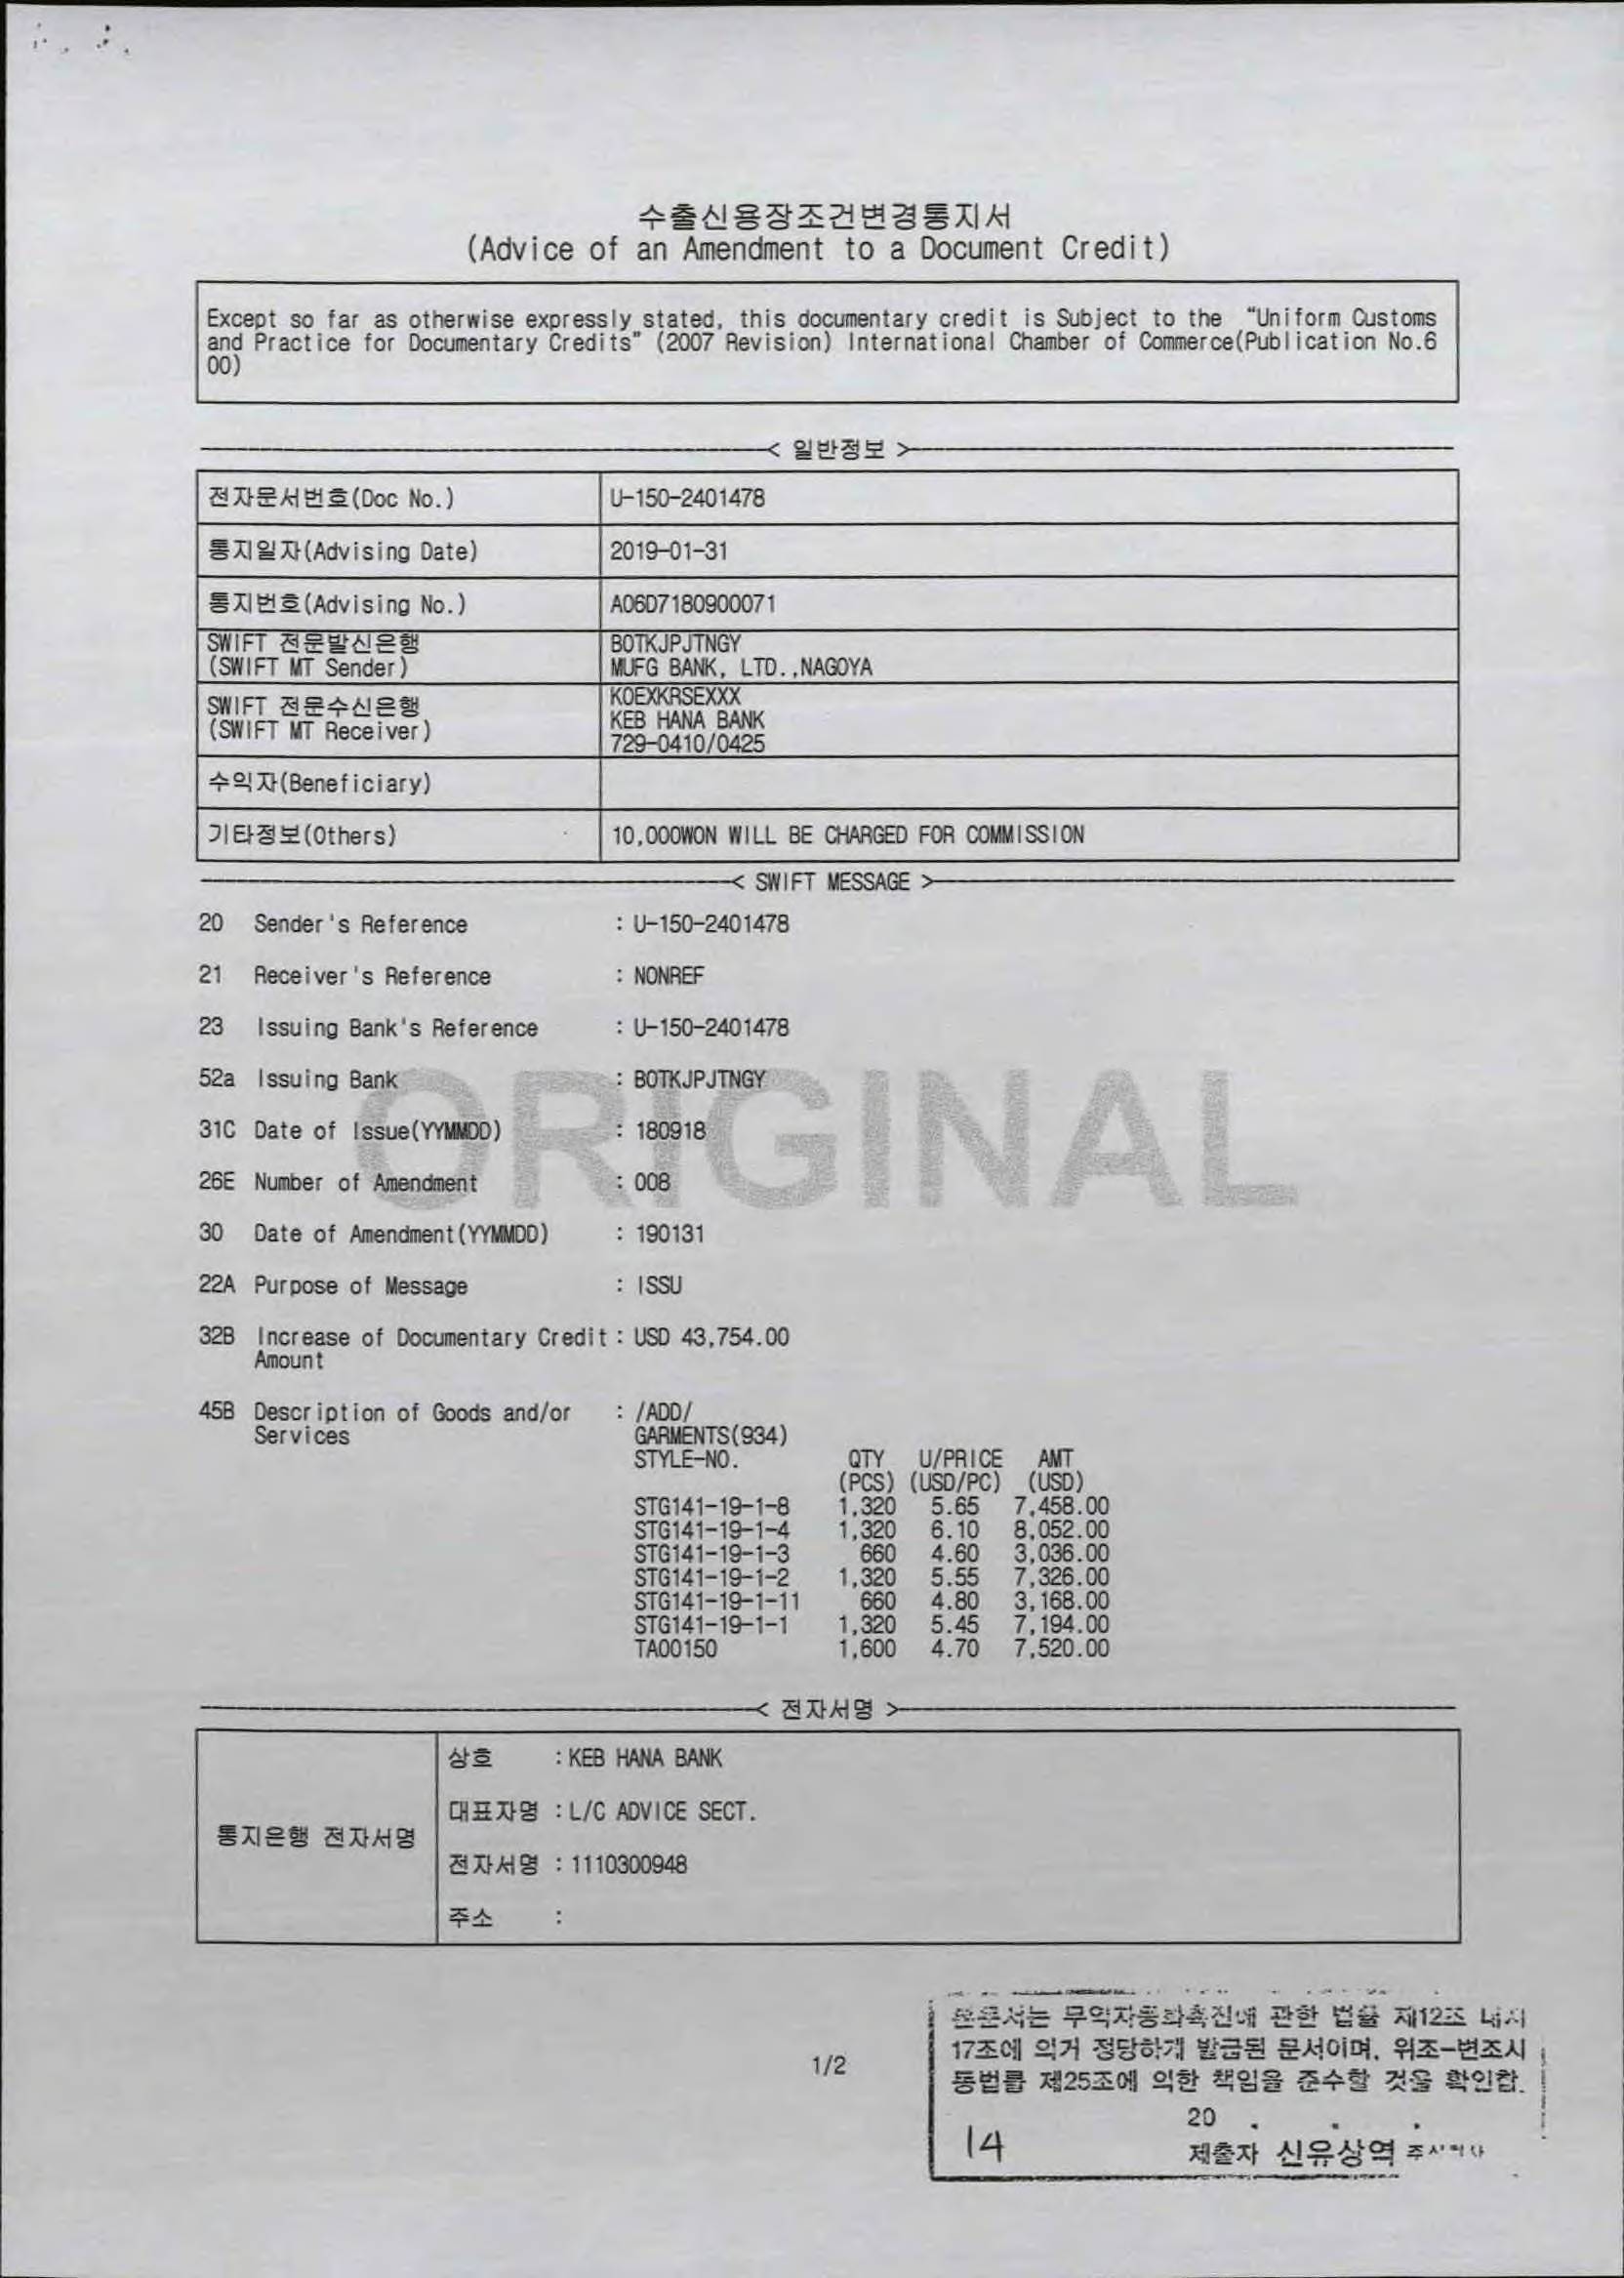 수출신용장조건변경통지서
(Advice of an Amendment to a Document Credit)
Except so far as otherwise expressly stated, this documentary credit is Subject to the "Uniform Customs
and Practice for Documentary Credits" (2007 Revision) International Chamber of Commerce(Publication No.6
00)
< 일반정보 >
전자문서번호(Doc No.) U-150-2401478
통지일자(Advising Date) 2019-01-31
통지번호(Advising No.) A06D7180900071
SWIFT 전문발신은행 BOTKJPJTNGY
(SWIFT MT Sender) MUFG BANK, LTD.,NAGOYA
KOEXKRSEXXX
SWIFT 전문수신은행 KEB HANA BANK
(SWIFT MT Receiver) 729-0410/0425
수익자(Beneficiary)
기타정보(Others) 10,000WON WILL BE CHARGED FOR COMMISSION
< SWIFT MESSAGE >
20 Sender's Reference : U-150-2401478
21 Receiver's Reference : NONREF
23 Issuing Bank's Reference : U-150-2401478
52a Issuing Bank : BOTKJPJTNGY
ORIGINAL
31C Date of Issue(YYMMDD) : 180918
26E Number of Amendment : 008
30 Date of Amendment(YYMMDD) : 190131
22A Purpose of Message : ISSU
32B Increase of Documentary Credit : USD 43,754.00
Amount
45B Description of Goods and/or : /ADD/
Services GARMENTS(934)
STYLE-NO. QTY U/PRICE AMT
(PCS) (USD/PC) (USD)
STG141-19-1-8 1,320 5.65 7,458.00
STG141-19-1-4 1,320 6.10 8,052.00
STG141-19-1-3 660 4.60 3,036.00
STG141-19-1-2 1,320 5.55 7,326.00
STG141-19-1-11 660 4.80 3,168.00
STG141-19-1-1 1,320 5.45 7,194.00
TA00150 1,600 4.70 7,520.00
< 전자서명 >
통지은행 전자서명
상호 : KEB HANA BANK
대표자명 : L/C ADVICE SECT.
전자서명 : 1110300948
주소 :
1/2
본문서는 무역자동화촉진에 관한 법률 제12조 내지
17조에 의거 정당하게 발급된 문서이며, 위조-변조시
동법률 제25조에 의한 책임을 준수할 것을 확인함.
20 . . .
14 제출자 신유상역 주식회사